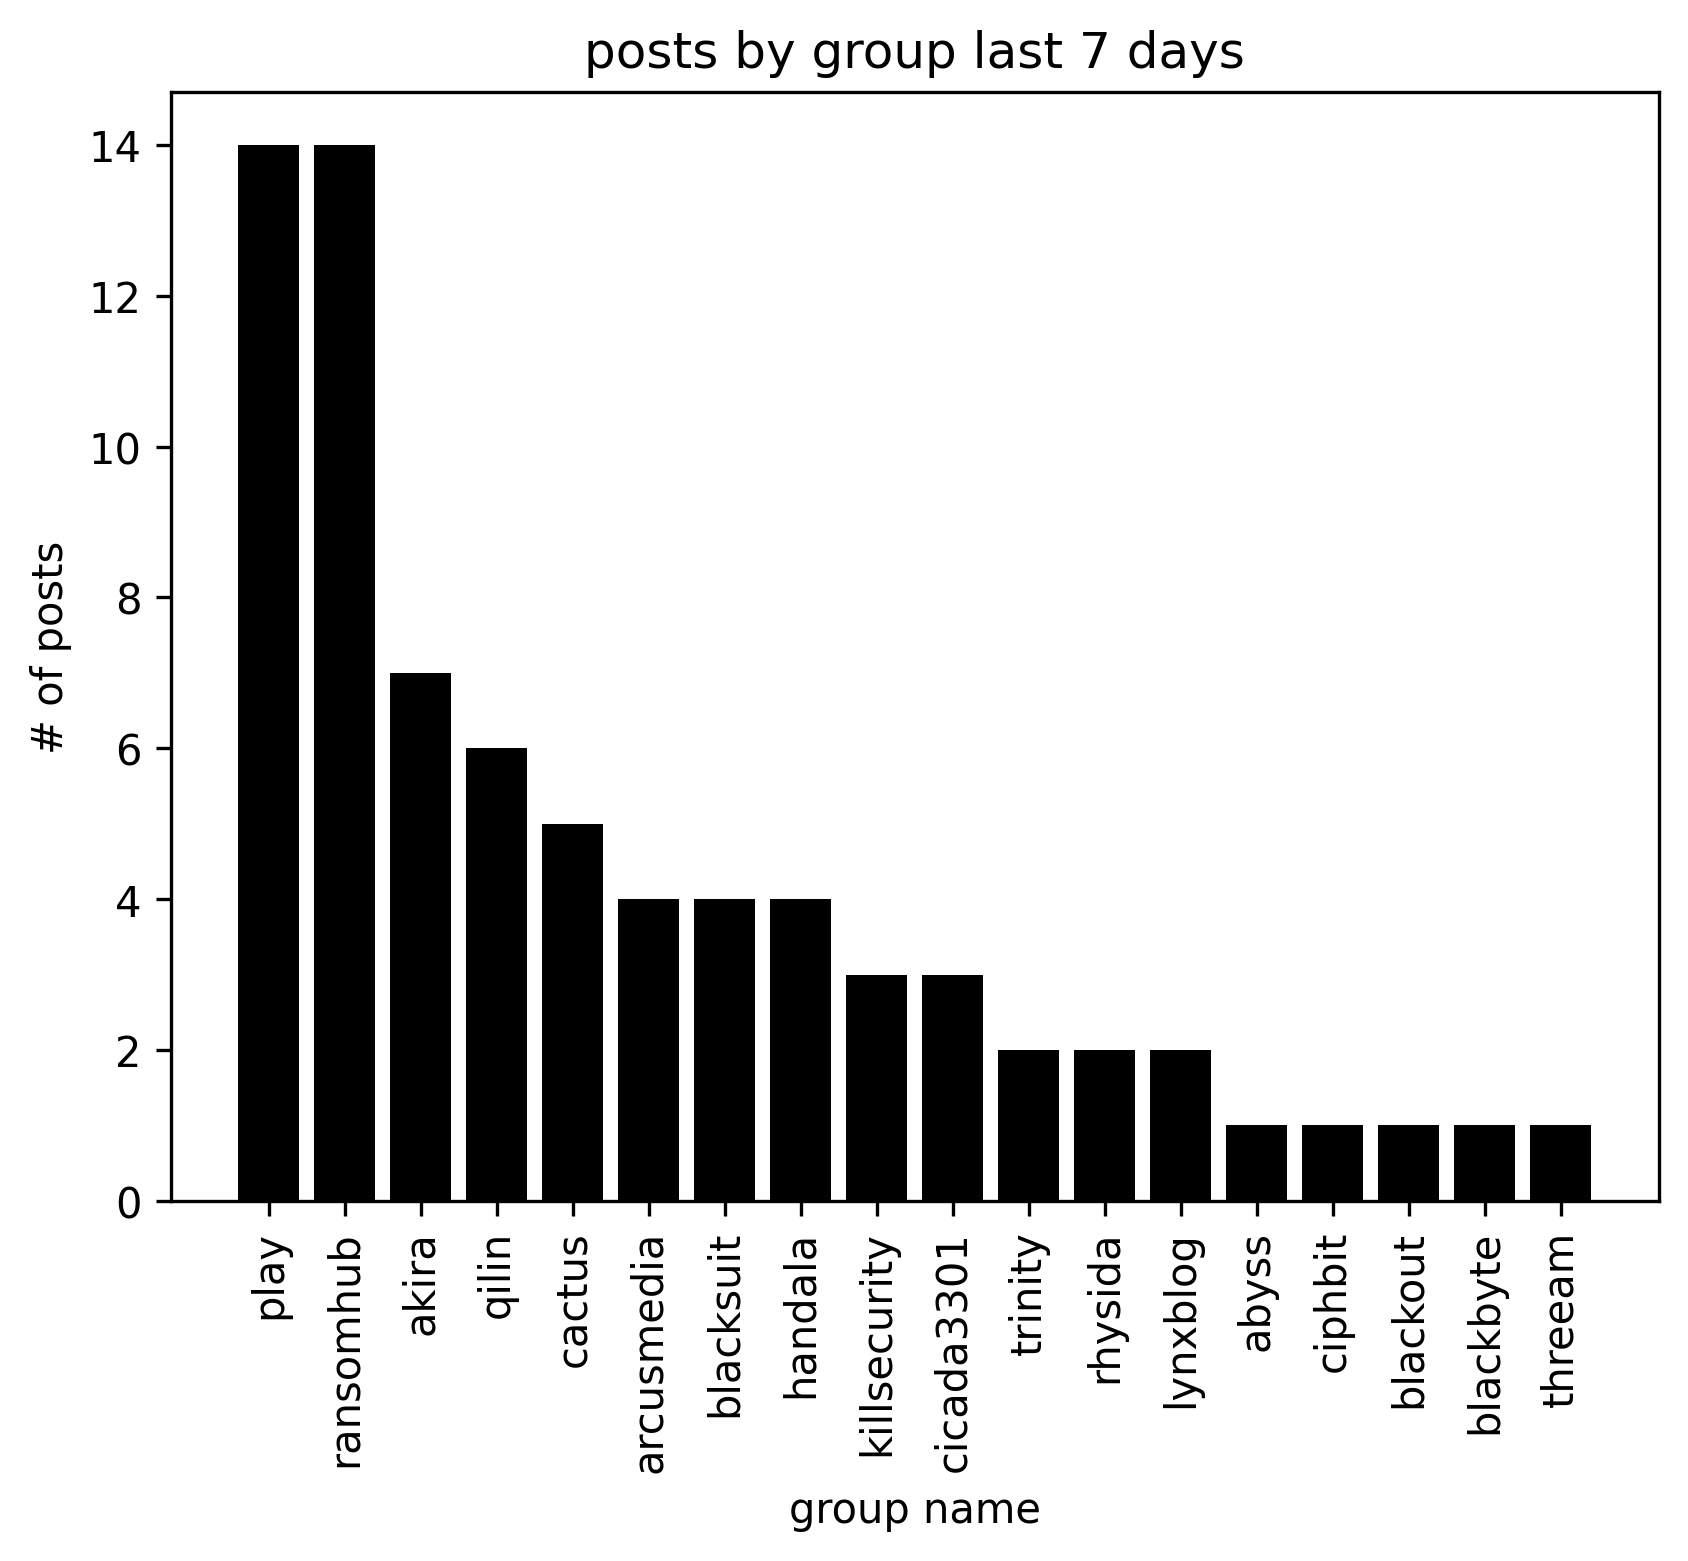 posts by group last 7 days
14
12
10
8
6
4
2
0
# of posts
play
ransomhub
akira
qilin
cactus
arcusmedia
blacksuit
handala
killsecurity
cicada3301
trinity
rhysida
lynxblog
abyss
ciphbit
blackout
blackbyte
threeam
group name